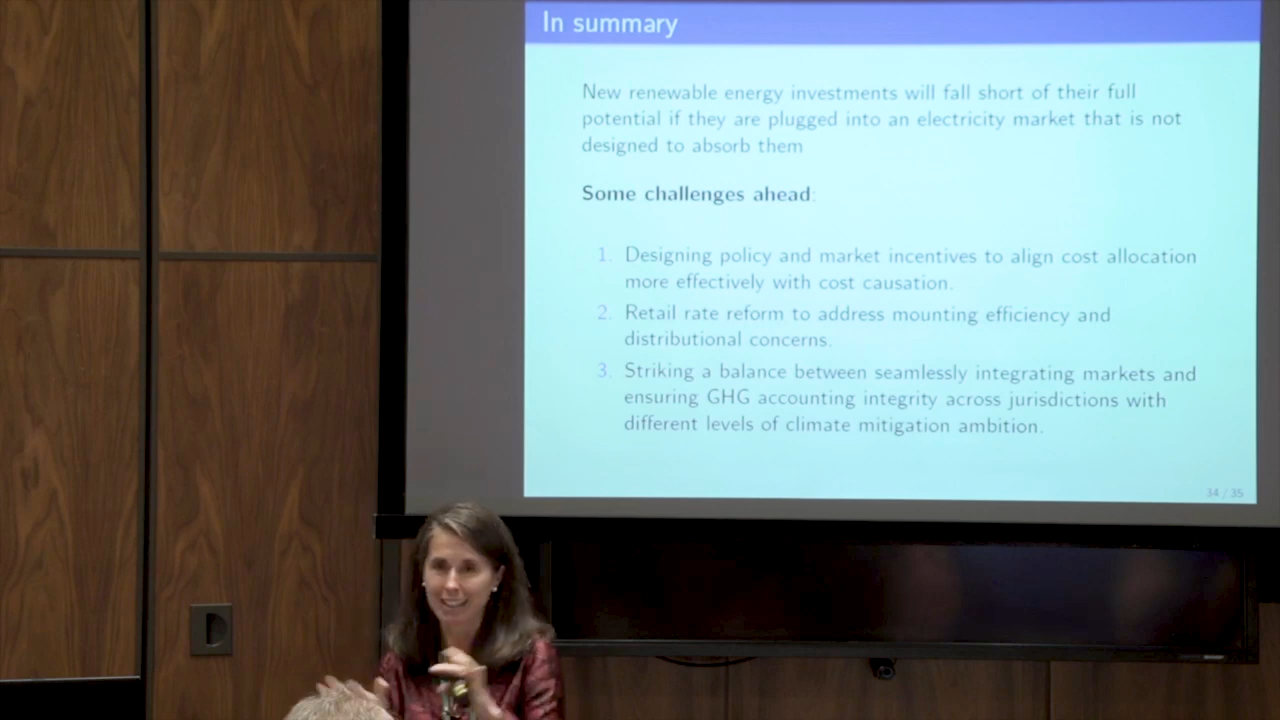 In summary
New renewable energy investments will fall short of their full
potential if they are plugged into an electricity market that is not
designed to absorb them
Some challenges ahead:
1. Designing policy and market incentives to align cost allocation
more effectively with cost causation.
2. Retail rate reform to address mounting efficiency and
distributional concerns.
3. Striking a balance between seamlessly integrating markets and
ensuring GHG accounting integrity across jurisdictions with
different levels of climate mitigation ambition.
34 / 35